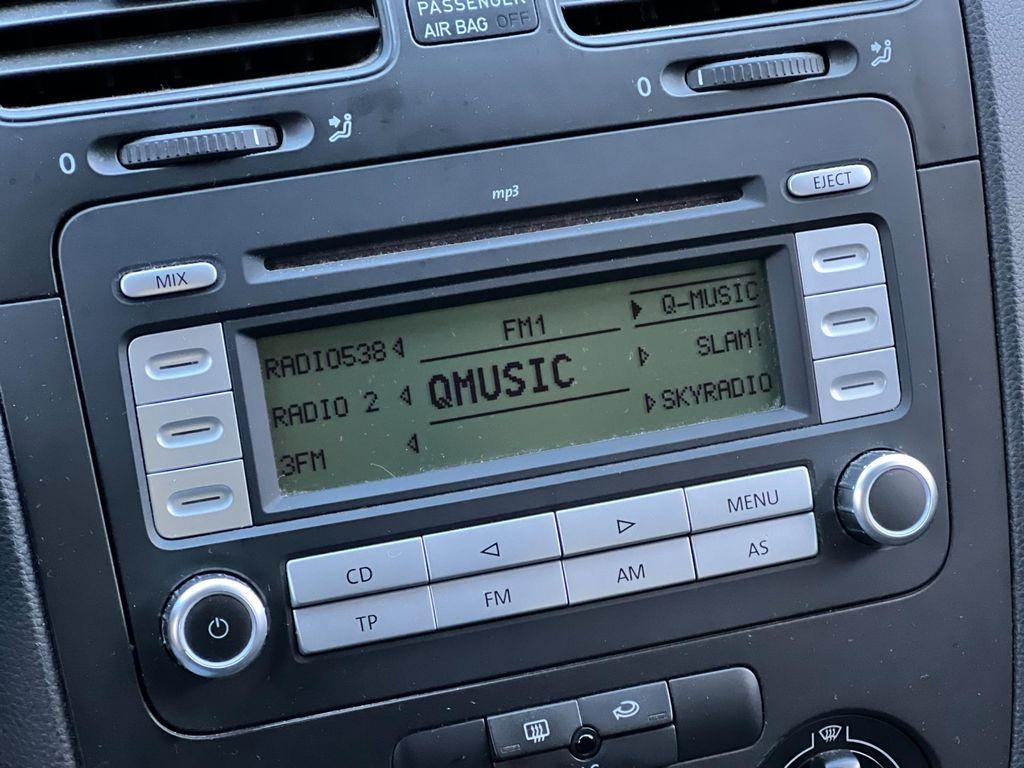 PASSENGER
AIR BAG OFF
0
0
mp3
EJECT
MIX
FM1
Q-MUSIC
RADIO538
SLAM!
QMUSIC
RADIO 2
SKYRADIO
3FM
MENU
CD
AS
AM
FM
TP